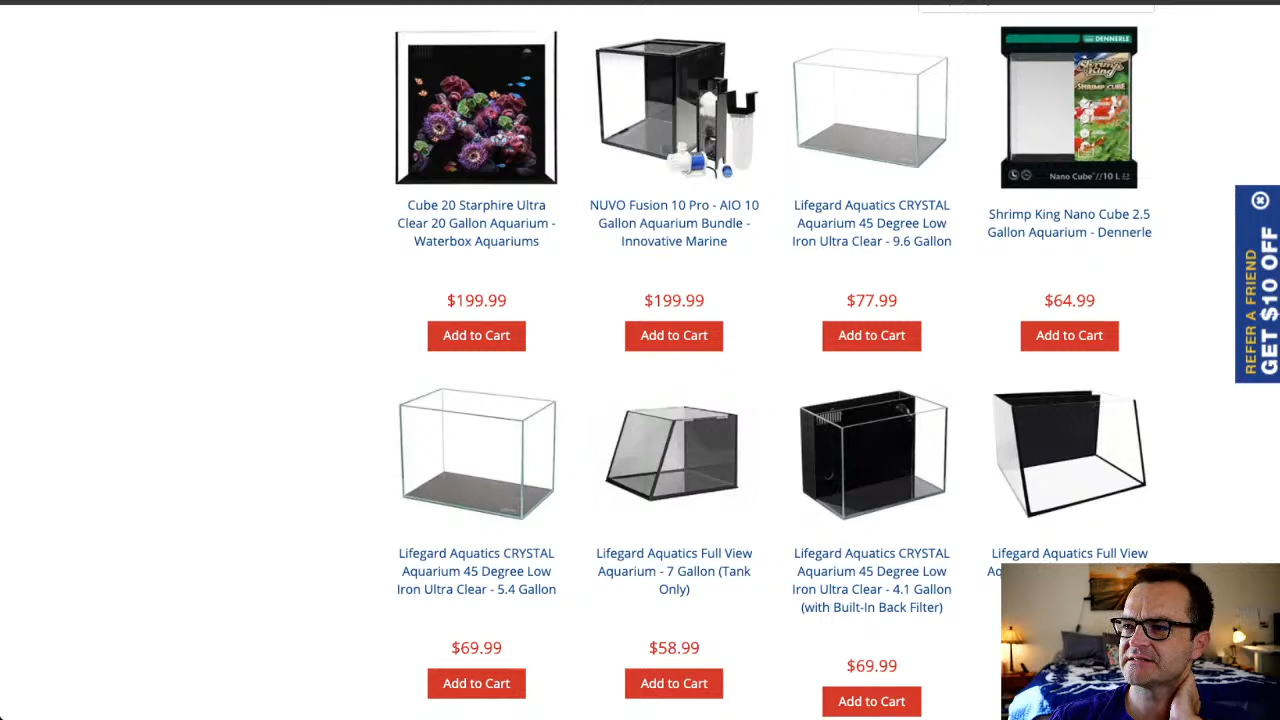 DENNERLE
Shrimp
King
SHRIMP CUBE
Nano Cube // 10 L
Cube 20 Starphire Ultra
Clear 20 Gallon Aquarium -
Waterbox Aquariums
NUVO Fusion 10 Pro - AIO 10
Gallon Aquarium Bundle -
Innovative Marine
Lifegard Aquatics CRYSTAL
Aquarium 45 Degree Low
Iron Ultra Clear - 9.6 Gallon
Shrimp King Nano Cube 2.5
Gallon Aquarium - Dennerle
$199.99
$199.99
$77.99
$64.99
Add to Cart
Add to Cart
Add to Cart
Add to Cart
REFER A FRIEND
GET $10 OFF
Lifegard Aquatics CRYSTAL
Aquarium 45 Degree Low
Iron Ultra Clear - 5.4 Gallon
Lifegard Aquatics Full View
Aquarium - 7 Gallon (Tank
Only)
Lifegard Aquatics CRYSTAL
Aquarium 45 Degree Low
Iron Ultra Clear - 4.1 Gallon
(with Built-In Back Filter)
Lifegard Aquatics Full View
$69.99
$58.99
$69.99
Add to Cart
Add to Cart
Add to Cart